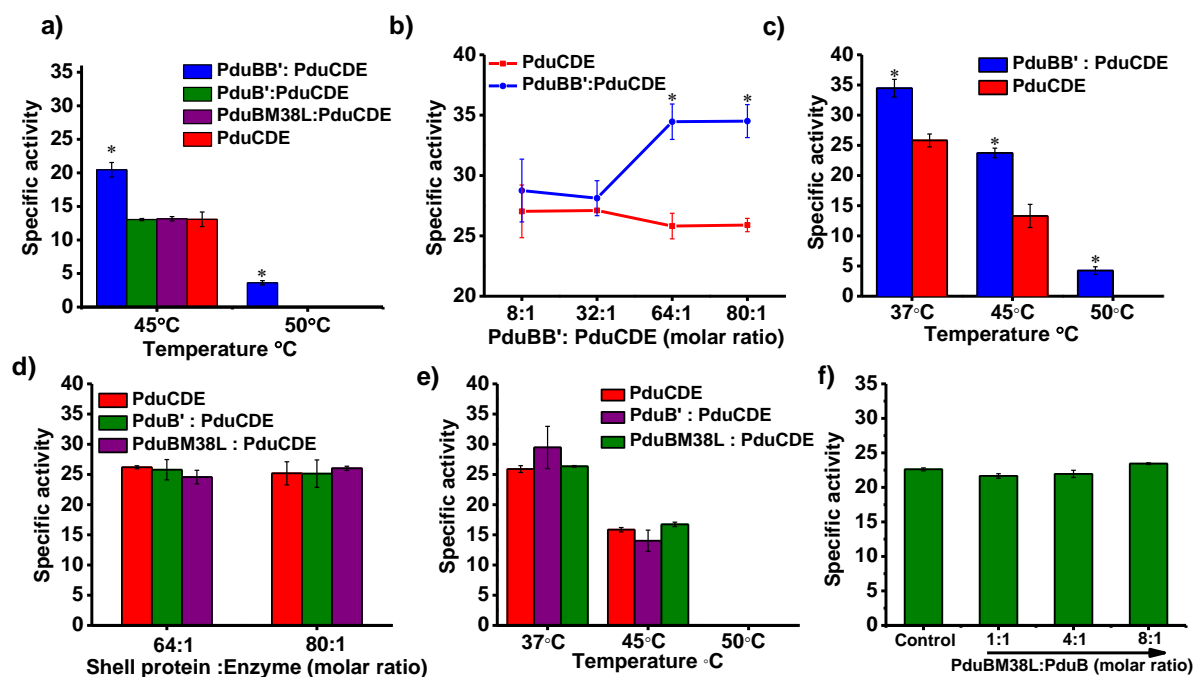 a)
Specific activity
35
30
25
20
15
10
5
0
PduBB': PduCDE
PduB':PduCDE
PduBM38L:PduCDE
PduCDE
*
*
45ºC
50ºC
Temperature ºC
b)
Specific activity
40
35
30
25
20
PduCDE
PduBB':PduCDE
*
*
8:1
32:1
64:1
80:1
PduBB': PduCDE (molar ratio)
c)
Specific activity
40
35
30
25
20
15
10
5
0
PduBB' : PduCDE
PduCDE
*
*
*
37◦C
45◦C
50◦C
Temperature ºC
d)
Specific activity
40
35
30
25
20
15
10
5
0
PduCDE
PduB' : PduCDE
PduBM38L : PduCDE
64:1
80:1
Shell protein :Enzyme (molar ratio)
e)
Specific activity
40
35
30
25
20
15
10
5
0
PduCDE
PduB' : PduCDE
PduBM38L : PduCDE
37◦C
45◦C
50◦C
Temperature ◦C
f)
Specific activity
40
35
30
25
20
15
10
5
0
Control
1:1
4:1
8:1
PduBM38L:PduB (molar ratio)